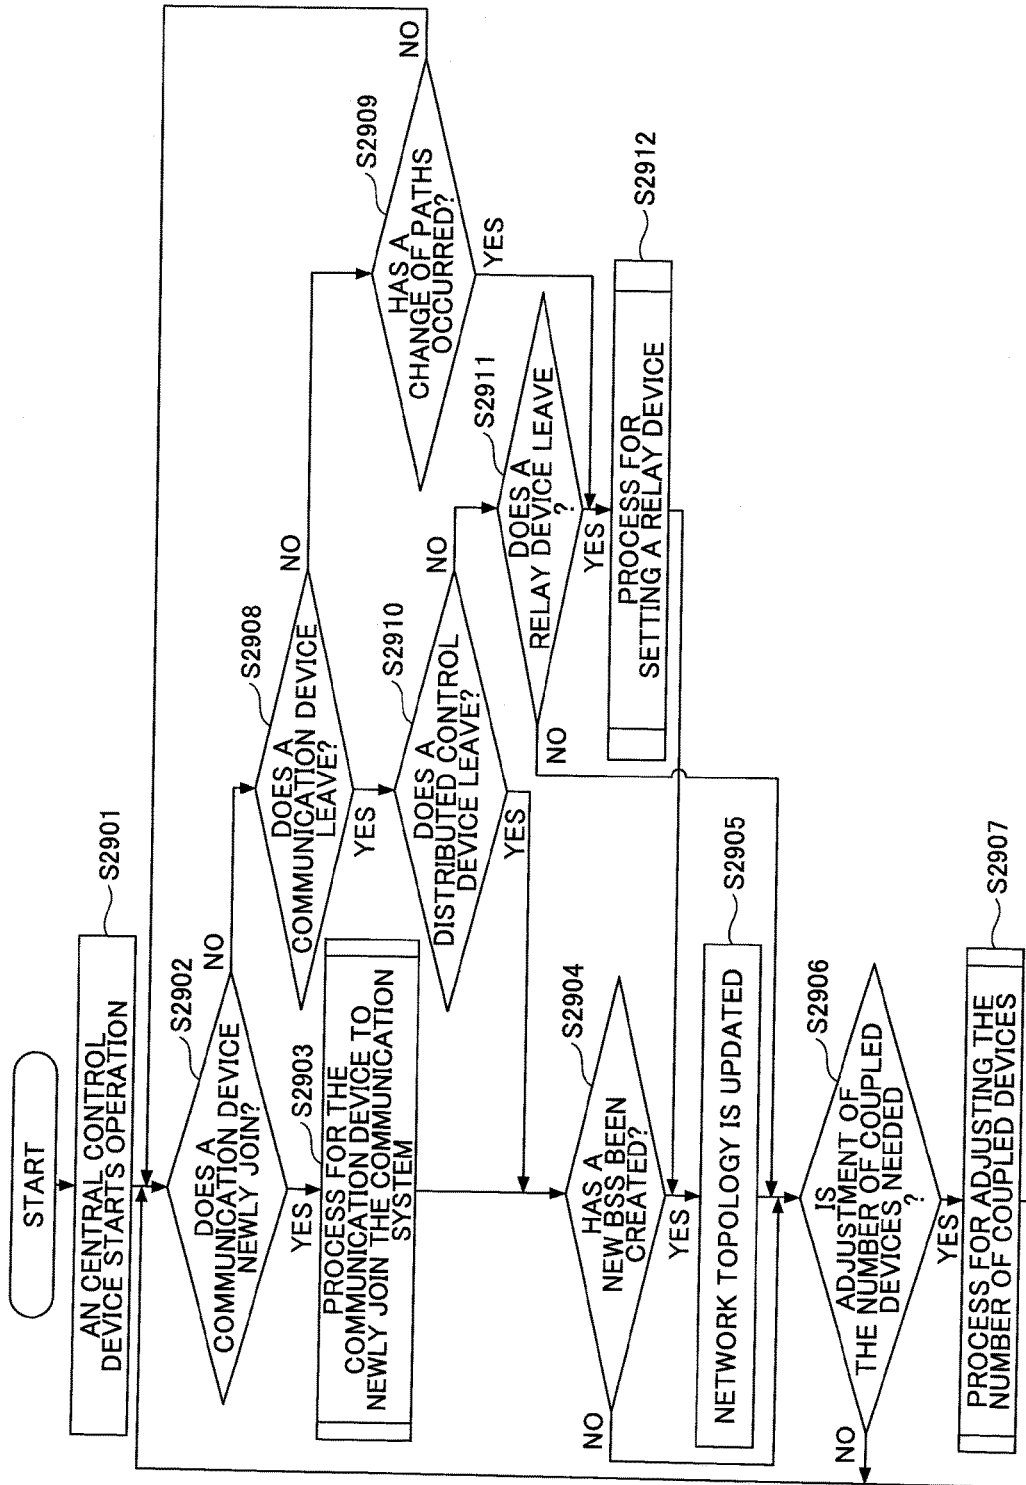 START
AN CENTRAL CONTROL
DEVICE STARTS OPERATION
S2901
DOES A
COMMUNICATION DEVICE
NEWLY JOIN?
S2902
NO
YES
PROCESS FOR THE
COMMUNICATION DEVICE TO
NEWLY JOIN THE COMMUNICATION
SYSTEM
S2903
DOES A
COMMUNICATION DEVICE
LEAVE?
S2908
NO
YES
HAS A
CHANGE OF PATHS
OCCURRED?
S2909
NO
YES
DOES A
DISTRIBUTED CONTROL
DEVICE LEAVE?
S2910
NO
YES
DOES A
RELAY DEVICE LEAVE
?
S2911
NO
YES
PROCESS FOR
SETTING A RELAY DEVICE
S2912
HAS A
NEW BSS BEEN
CREATED?
S2904
NO
YES
NETWORK TOPOLOGY IS UPDATED
S2905
IS
ADJUSTMENT OF
THE NUMBER OF COUPLED
DEVICES NEEDED
?
S2906
NO
YES
PROCESS FOR ADJUSTING THE
NUMBER OF COUPLED DEVICES
S2907